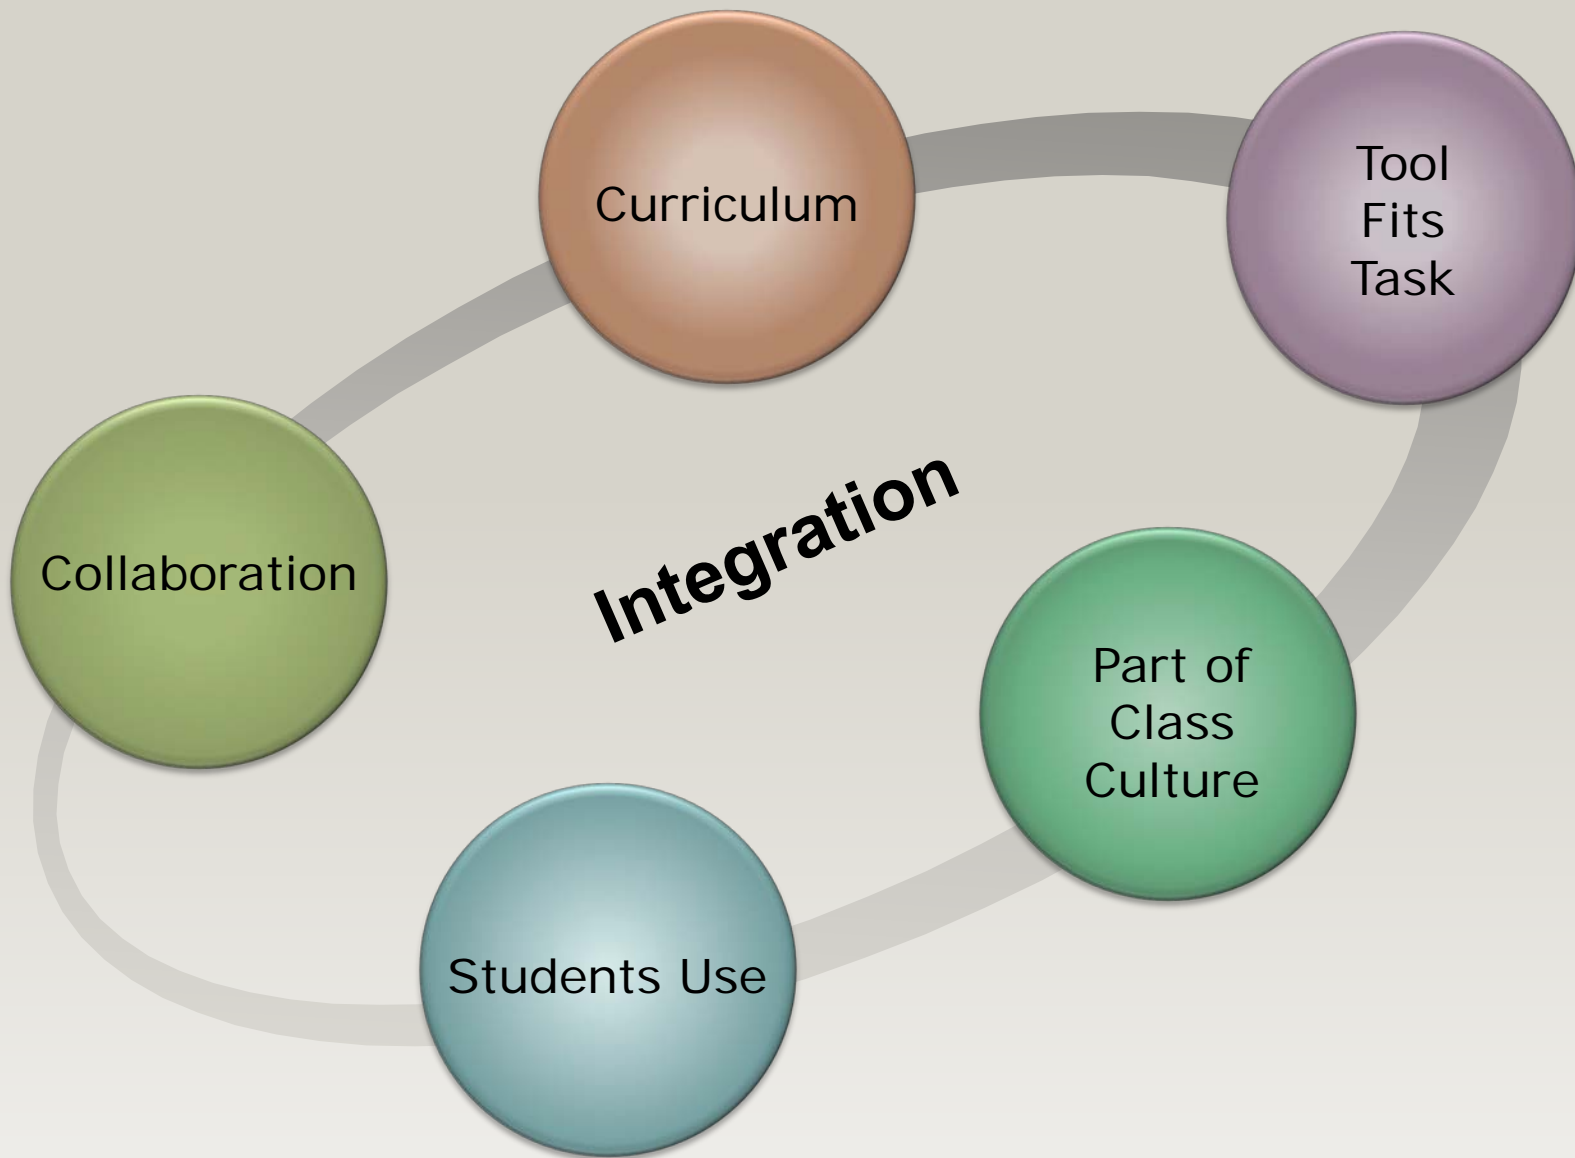 Curriculum
Tool
Fits
Task
Integration
Collaboration
Part of
Class
Culture
Students Use